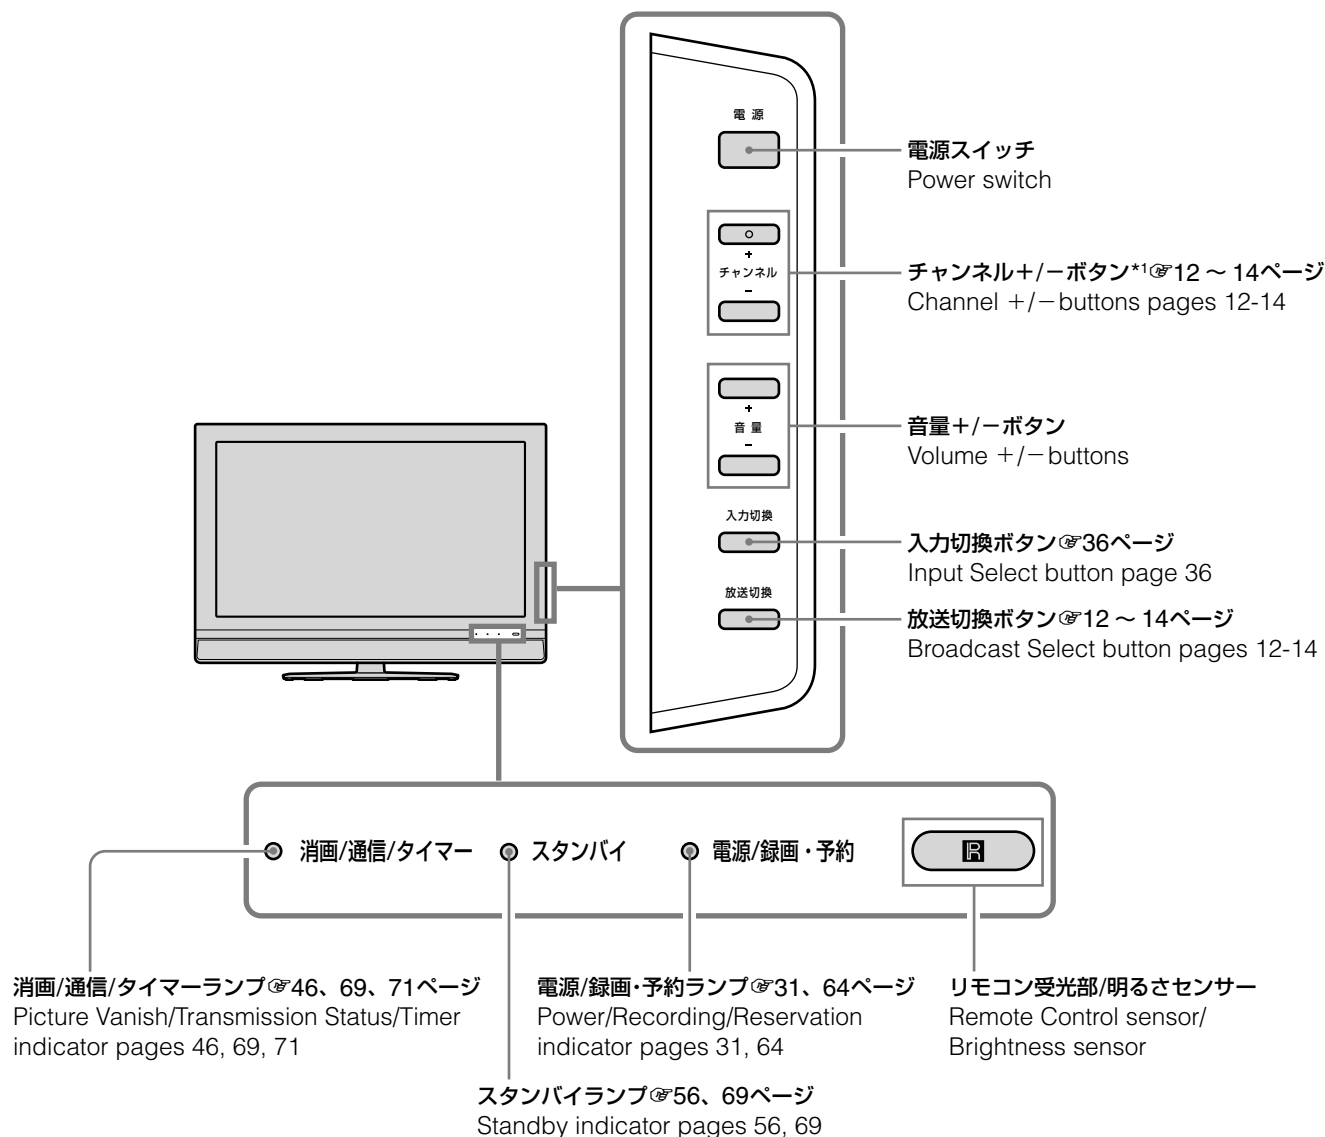 電源
電源スイッチ
Power switch
+
チャンネル
−
チャンネル＋/−ボタン*1☞12 ～ 14ページ
Channel +/−buttons pages 12-14
+
音量
−
音量＋/−ボタン
Volume +/−buttons
入力切換
入力切換ボタン☞36ページ
Input Select button page 36
放送切換
放送切換ボタン☞12 ～ 14ページ
Broadcast Select button pages 12-14
消画/通信/タイマー
スタンバイ
電源/録画・予約
R
消画/通信/タイマーランプ☞46、69、71ページ
Picture Vanish/Transmission Status/Timer
indicator pages 46, 69, 71
電源/録画・予約ランプ☞31、64ページ
Power/Recording/Reservation
indicator pages 31, 64
リモコン受光部/明るさセンサー
Remote Control sensor/
Brightness sensor
スタンバイランプ☞56、69ページ
Standby indicator pages 56, 69